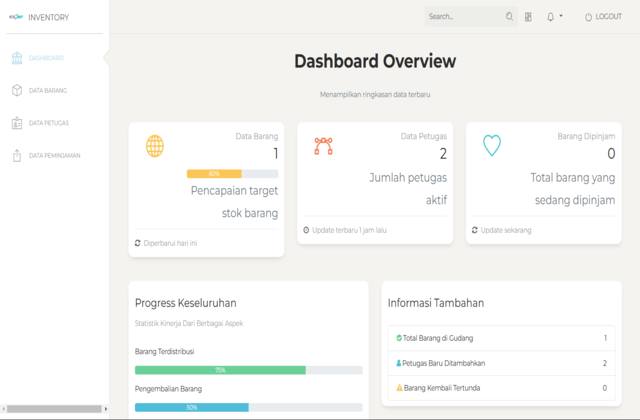 INVENTORY
Search...
LOGOUT
DASHBOARD
DATA BARANG
DATA PETUGAS
DATA PEMINJAMAN
Dashboard Overview
Menampilkan ringkasan data terbaru
Data Barang
1
60%
Pencapaian target
stok barang
Diperbarui hari ini
Data Petugas
2
Jumlah petugas
aktif
Update terbaru 1 jam lalu
Barang Dipinjam
0
Total barang yang
sedang dipinjam
Update sekarang
Progress Keseluruhan
Statistik Kinerja Dari Berbagai Aspek
Barang Terdistribusi
75%
Pengembalian Barang
50%
Informasi Tambahan
Total Barang di Gudang 1
Petugas Baru Ditambahkan 2
Barang Kembali Tertunda 0